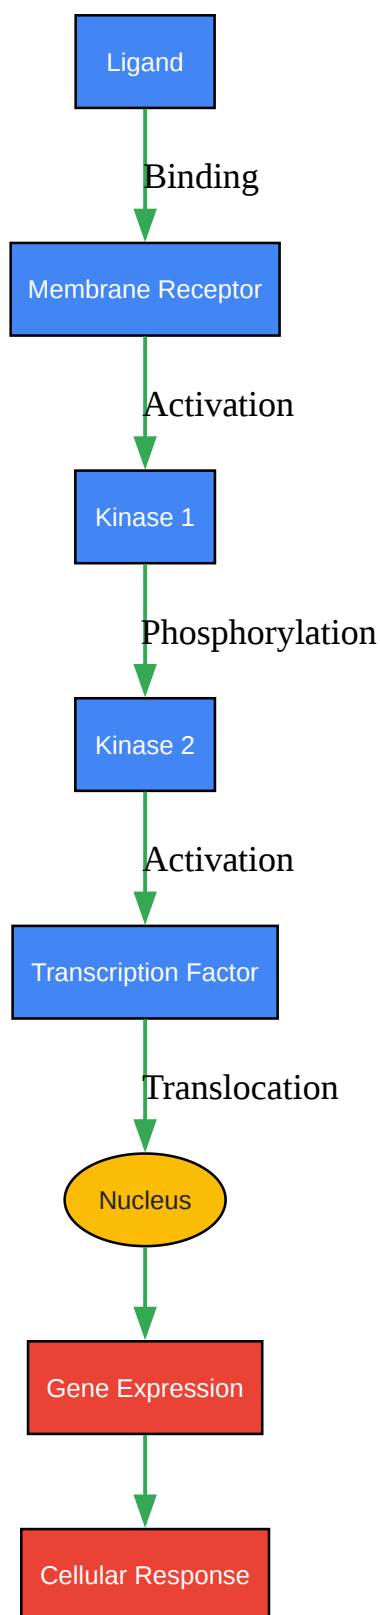 Ligand
Binding
Membrane Receptor
Activation
Kinase 1
Phosphorylation
Kinase 2
Activation
Transcription Factor
Translocation
Nucleus
Gene Expression
Cellular Response